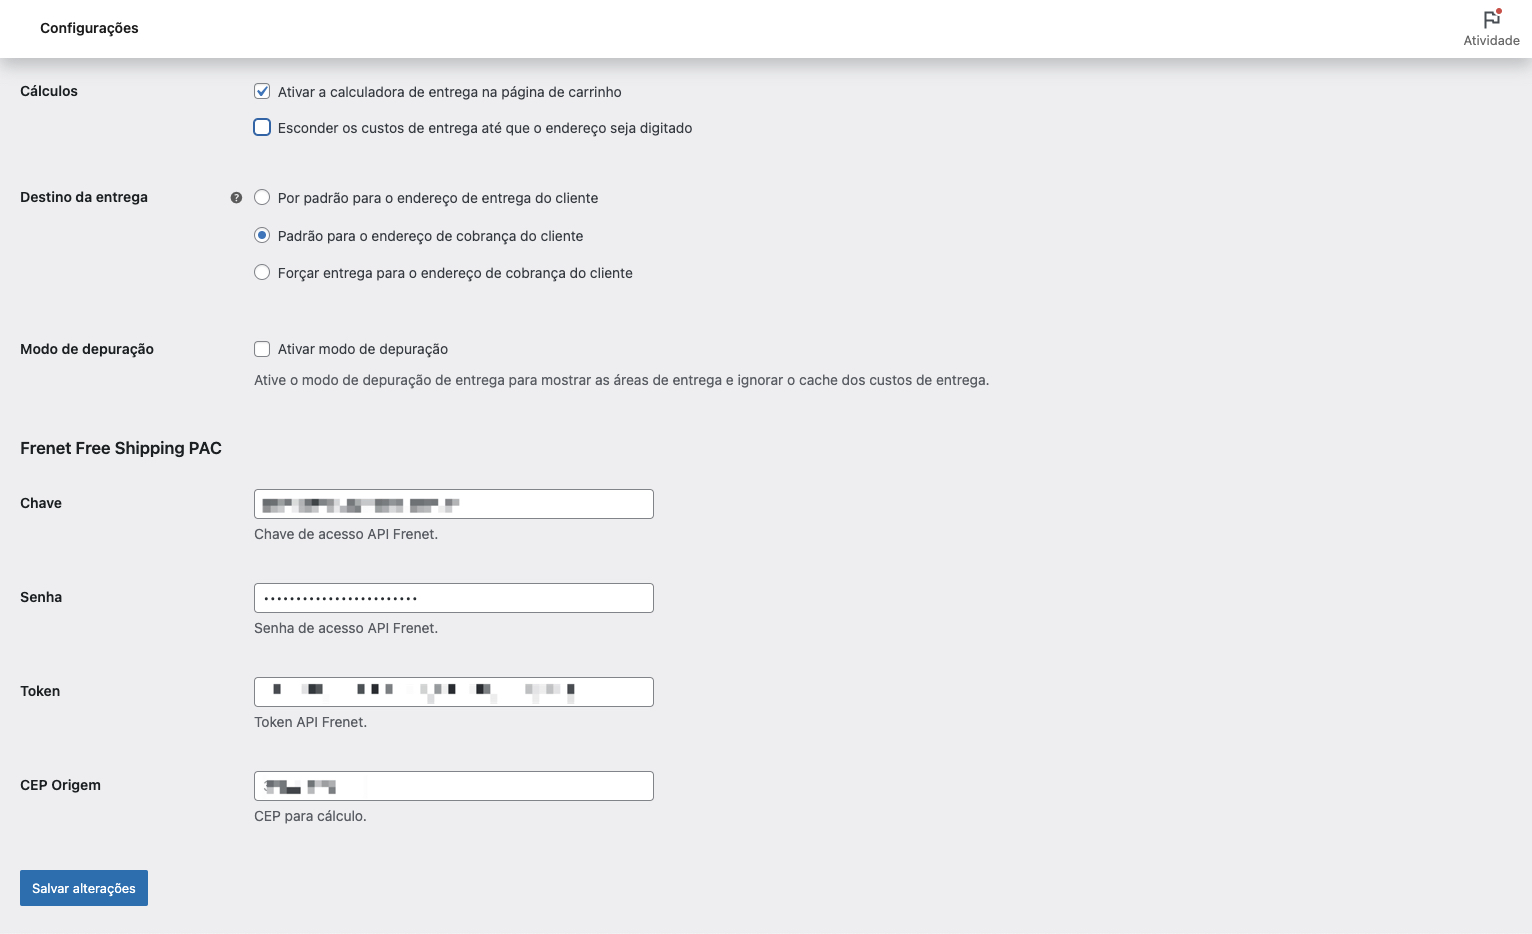 Configurações
Atividade
Cálculos
Ativar a calculadora de entrega na página de carrinho
Esconder os custos de entrega até que o endereço seja digitado
Destino da entrega
?
Por padrão para o endereço de entrega do cliente
Padrão para o endereço de cobrança do cliente
Forçar entrega para o endereço de cobrança do cliente
Modo de depuração
Ativar modo de depuração
Ative o modo de depuração de entrega para mostrar as áreas de entrega e ignorar o cache dos custos de entrega.
Frenet Free Shipping PAC
Chave
Chave de acesso API Frenet.
Senha
••••••••••••••••••••••••
Senha de acesso API Frenet.
Token
Token API Frenet.
CEP Origem
CEP para cálculo.
Salvar alterações